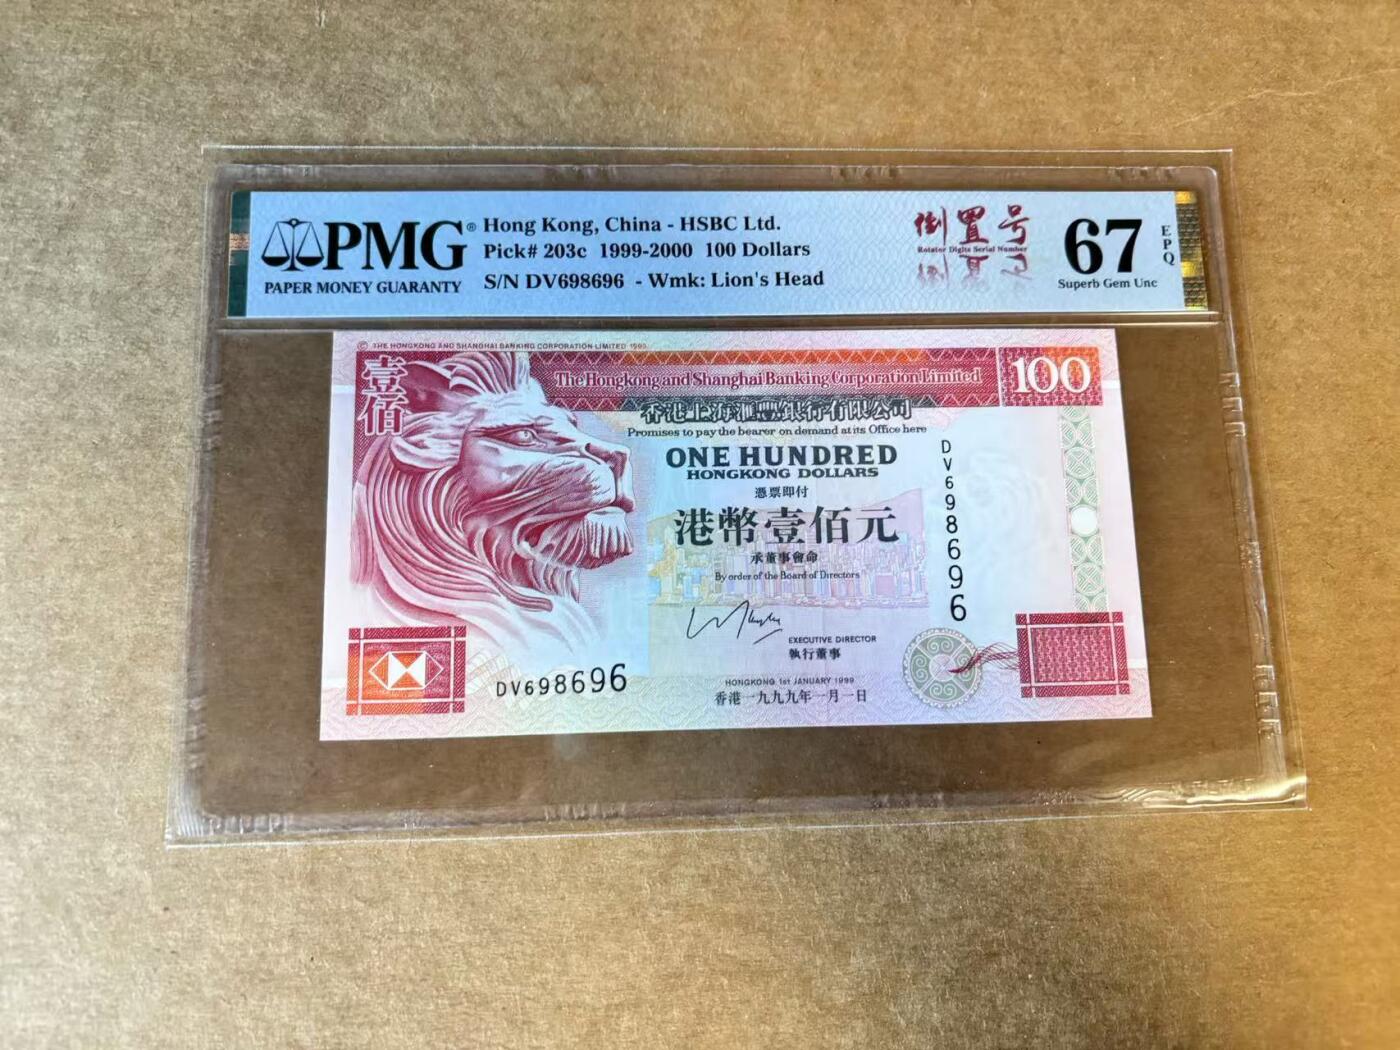 PMG®
PAPER MONEY GUARANTY
Hong Kong, China - HSBC Ltd.
Pick# 203c 1999-2000 100 Dollars
S/N DV698696 - Wmk: Lion's Head
倒置号
Rotator Digits Serial Number
67
EPQ
Superb Gem Unc
© THE HONGKONG AND SHANGHAI BANKING CORPORATION LIMITED 1999
壹佰
The Hongkong and Shanghai Banking Corporation Limited
100
香港上海滙豐銀行有限公司
Promises to pay the bearer on demand at its Office here
ONE HUNDRED
HONGKONG DOLLARS
憑票即付
港幣壹佰元
承董事會命
By order of the Board of Directors
DV698696
EXECUTIVE DIRECTOR
執行董事
DV698696
HONGKONG 1st JANUARY 1999
香港一九九九年一月一日